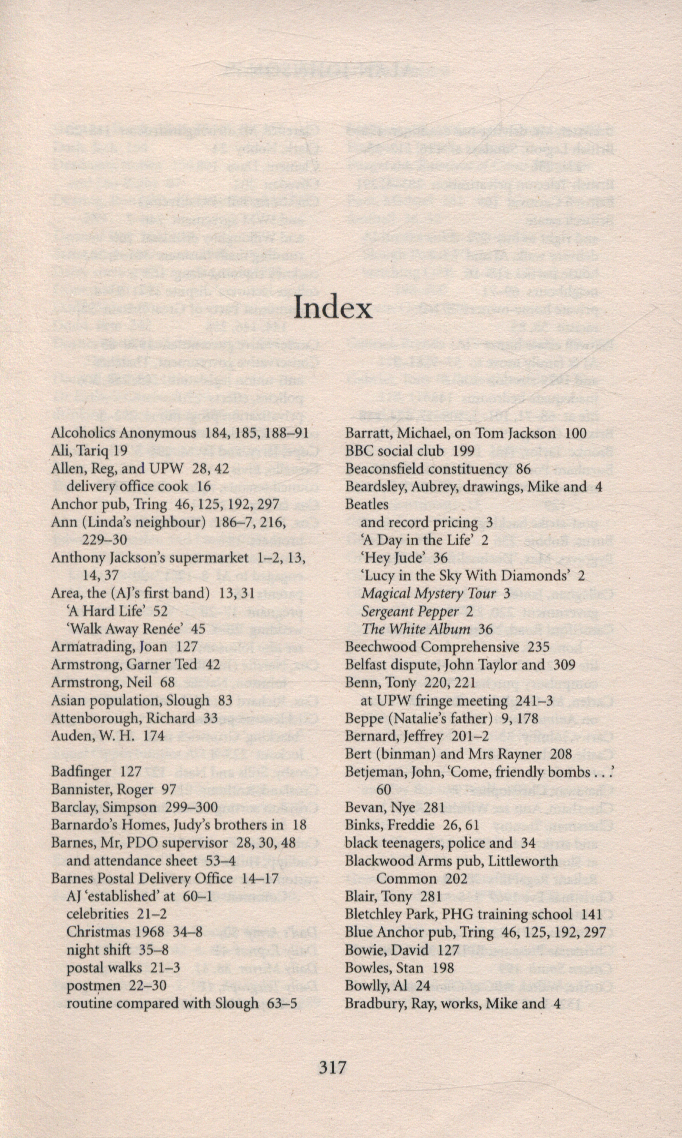 Index
Alcoholics Anonymous 184, 185, 188–91
Ali, Tariq 19
Allen, Reg, and UPW 28, 42
delivery office cook 16
Anchor pub, Tring 46, 125, 192, 297
Ann (Linda's neighbour) 186–7, 216,
229–30
Anthony Jackson's supermarket 1–2, 13,
14, 37
Area, the (AJ's first band) 13, 31
'A Hard Life' 52
'Walk Away Renée' 45
Armatrading, Joan 127
Armstrong, Garner Ted 42
Armstrong, Neil 68
Asian population, Slough 83
Attenborough, Richard 33
Auden, W. H. 174
Badfinger 127
Bannister, Roger 97
Barclay, Simpson 299–300
Barnardo's Homes, Judy's brothers in 18
Barnes, Mr, PDO supervisor 28, 30, 48
and attendance sheet 53–4
Barnes Postal Delivery Office 14–17
AJ 'established' at 60–1
celebrities 21–2
Christmas 1968 34–8
night shift 35–8
postal walks 21–3
postmen 22–30
routine compared with Slough 63–5
Barratt, Michael, on Tom Jackson 100
BBC social club 199
Beaconsfield constituency 86
Beardsley, Aubrey, drawings, Mike and 4
Beatles
and record pricing 3
'A Day in the Life' 2
'Hey Jude' 36
'Lucy in the Sky With Diamonds' 2
Magical Mystery Tour 3
Sergeant Pepper 2
The White Album 36
Beechwood Comprehensive 235
Belfast dispute, John Taylor and 309
Benn, Tony 220, 221
at UPW fringe meeting 241–3
Beppe (Natalie's father) 9, 178
Bernard, Jeffrey 201–2
Bert (binman) and Mrs Rayner 208
Betjeman, John, 'Come, friendly bombs . . .'
60
Bevan, Nye 281
Binks, Freddie 26, 61
black teenagers, police and 34
Blackwood Arms pub, Littleworth
Common 202
Blair, Tony 281
Bletchley Park, PHG training school 141
Blue Anchor pub, Tring 46, 125, 192, 297
Bowie, David 127
Bowles, Stan 198
Bowlly, Al 24
Bradbury, Ray, works, Mike and 4
317